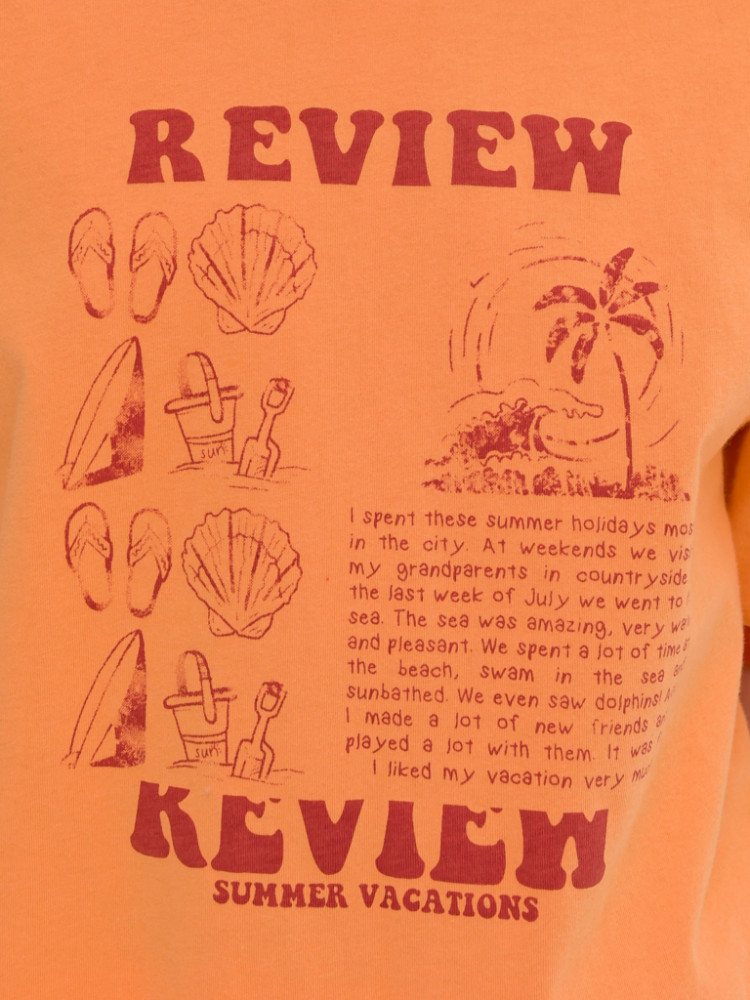 REVIEW
surf
I spent these summer holidays
in the city. At weekends we
my grandparents in countryside
the last week of July we went to
sea. The sea was amazing, very
and pleasant. We spent a lot of time
the beach, swam in the sea
sunbathed. We even saw dolphins!
I made a lot of new friends
played a lot with them. It was
I liked my vacation very
surf
REVIEW
SUMMER VACATIONS